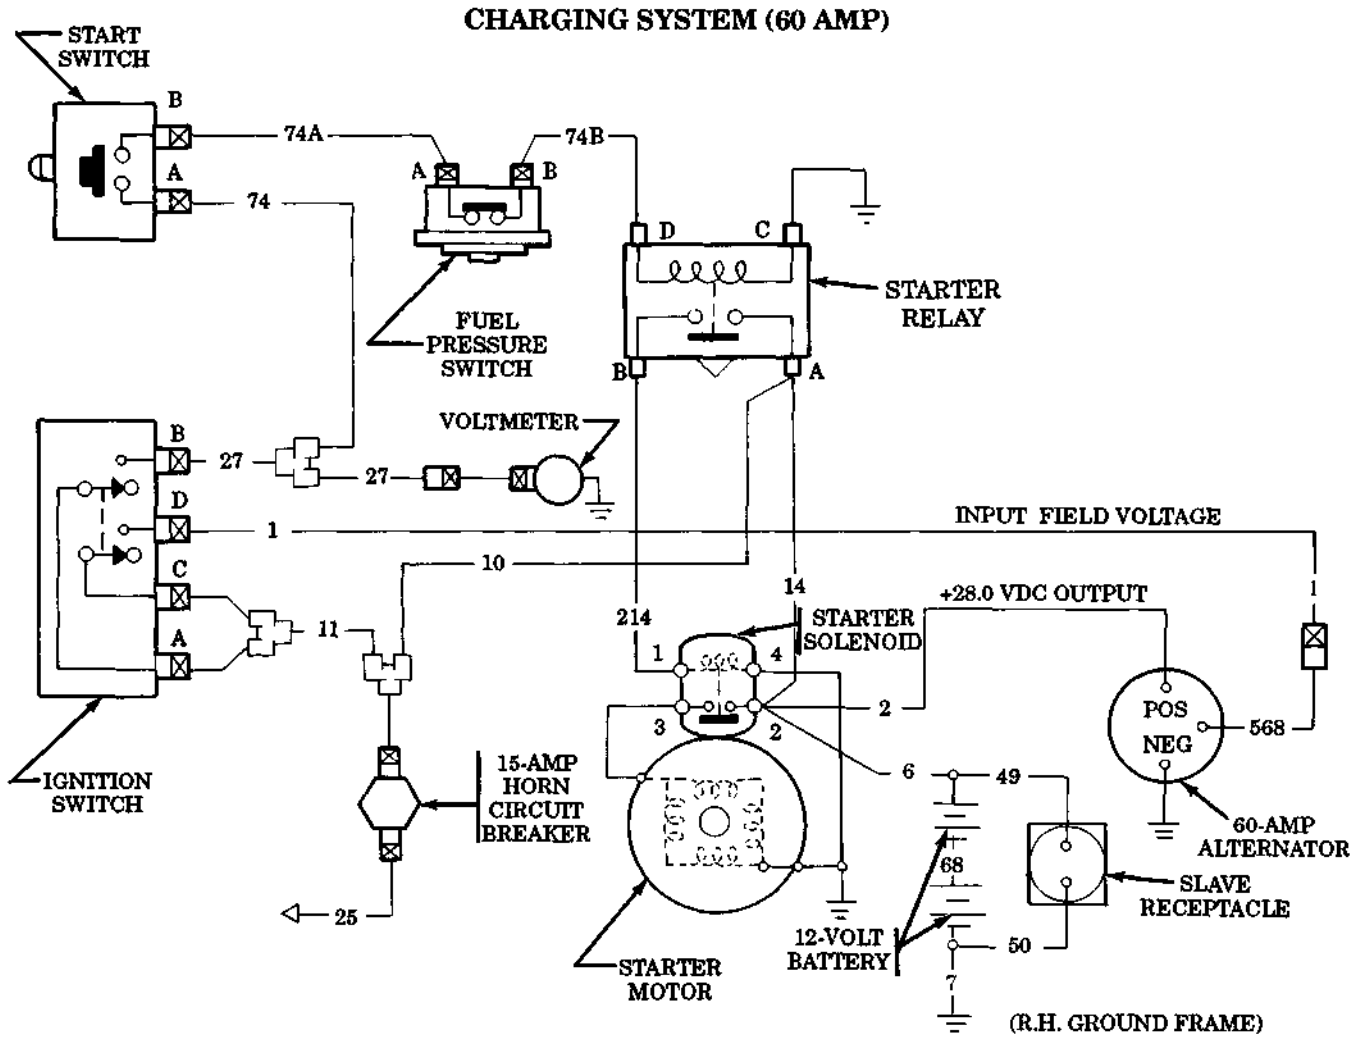 CHARGING SYSTEM (60 AMP)
START
SWITCH
B
A
74A
74
A
B
74B
FUEL
PRESSURE
SWITCH
D
C
B
A
STARTER
RELAY
VOLTMETER
B
27
27
D
1
INPUT FIELD VOLTAGE
1
C
A
11
10
IGNITION
SWITCH
214
14
+28.0 VDC OUTPUT
STARTER
SOLENOID
1
4
3
2
2
POS
NEG
568
60-AMP
ALTERNATOR
15-AMP
HORN
CIRCUIT
BREAKER
25
6
49
68
SLAVE
RECEPTACLE
12-VOLT
BATTERY
50
7
STARTER
MOTOR
(R.H. GROUND FRAME)